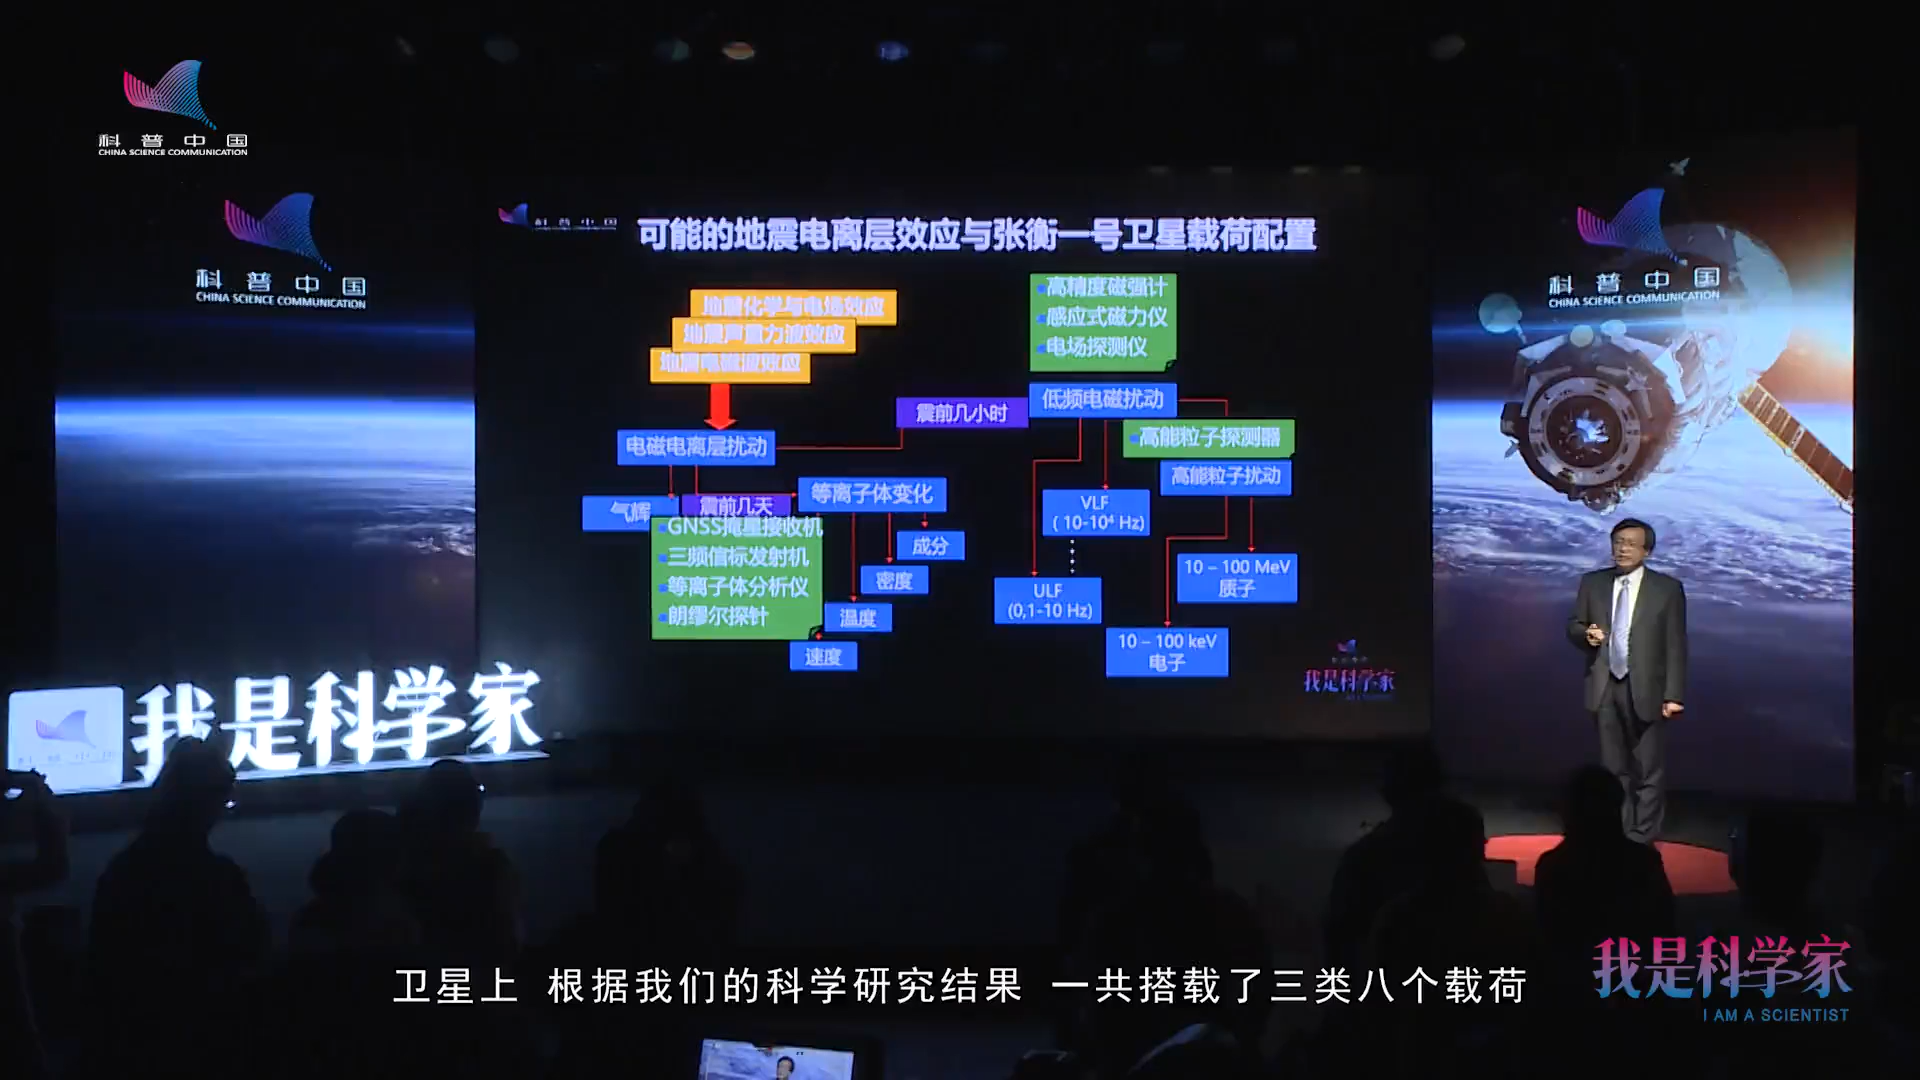 科普中国
CHINA SCIENCE COMMUNICATION
科普中国
CHINA SCIENCE COMMUNICATION
科普中国
可能的地震电离层效应与张衡一号卫星载荷配置
科普中国
CHINA SCIENCE COMMUNICATION
地震化学与电场效应
地震声重力波效应
地震电磁波效应
高精度磁强计
感应式磁力仪
电场探测仪
震前几小时
低频电磁扰动
电磁电离层扰动
高能粒子探测器
高能粒子扰动
气辉
震前几天
等离子体变化
GNSS掩星接收机
三频信标发射机
等离子体分析仪
朗缪尔探针
成分
密度
温度
速度
VLF
( 10-10⁴ Hz)
ULF
(0,1-10 Hz)
10 – 100 MeV
质子
10 – 100 keV
电子
我是科学家
我是科学家
卫星上 根据我们的科学研究结果 一共搭载了三类八个载荷
我是科学家
I AM A SCIENTIST